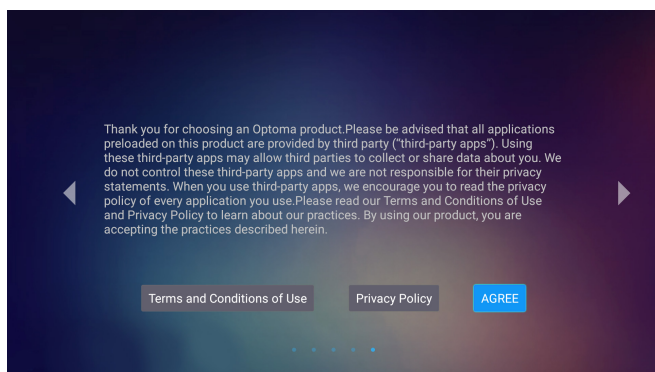 Thank you for choosing an Optoma product.Please be advised that all applications
preloaded on this product are provided by third party (“third-party apps”). Using
these third-party apps may allow third parties to collect or share data about you. We
do not control these third-party apps and we are not responsible for their privacy
statements. When you use third-party apps, we encourage you to read the privacy
policy of every application you use.Please read our Terms and Conditions of Use
and Privacy Policy to learn about our practices. By using our product, you are
accepting the practices described herein.
Terms and Conditions of Use
Privacy Policy
AGREE